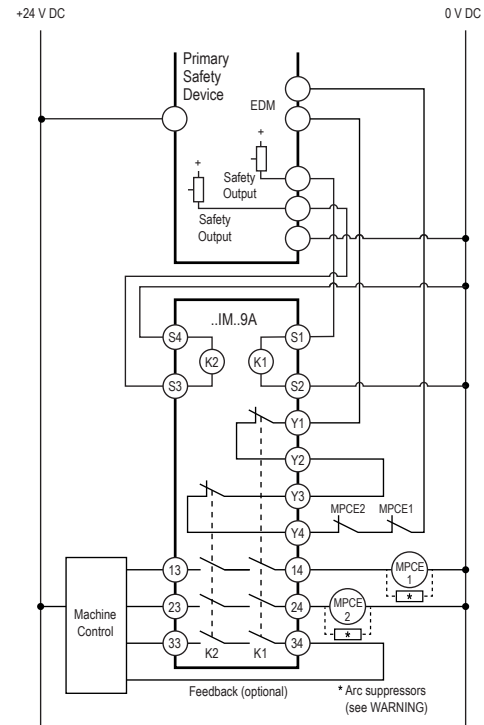 +24 V DC
0 V DC
Primary
Safety
Device
EDM
+
+
Safety
Output
Safety
Output
..IM..9A
S4
S1
K2
K1
S3
S2
Y1
Y2
Y3
Y4
MPCE2
MPCE1
13
14
MPCE
1
*
23
24
MPCE
2
*
Machine
Control
33
34
K2
K1
Feedback (optional)
* Arc suppressors
(see WARNING)